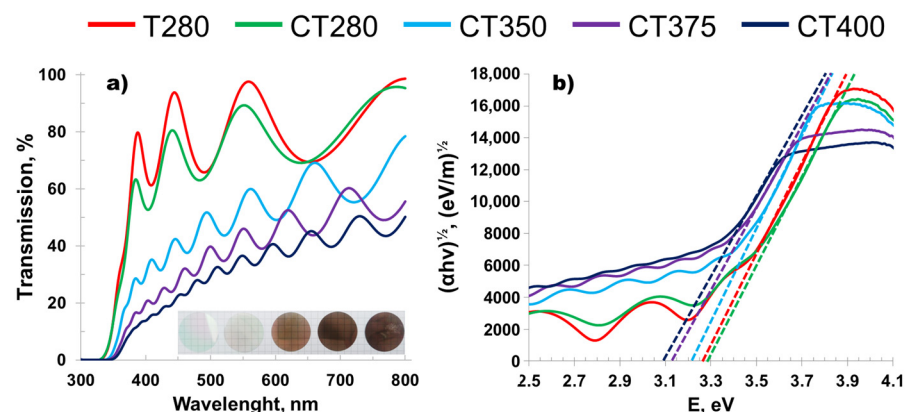 T280 CT280 CT350 CT375 CT400
a)
Transmission, %
100
80
60
40
20
0
300 400 500 600 700 800
Wavelenght, nm
b)
(αhν)^½, (eV/m)^½
18,000
16,000
14,000
12,000
10,000
8000
6000
4000
2000
0
2.5 2.7 2.9 3.1 3.3 3.5 3.7 3.9 4.1
E, eV